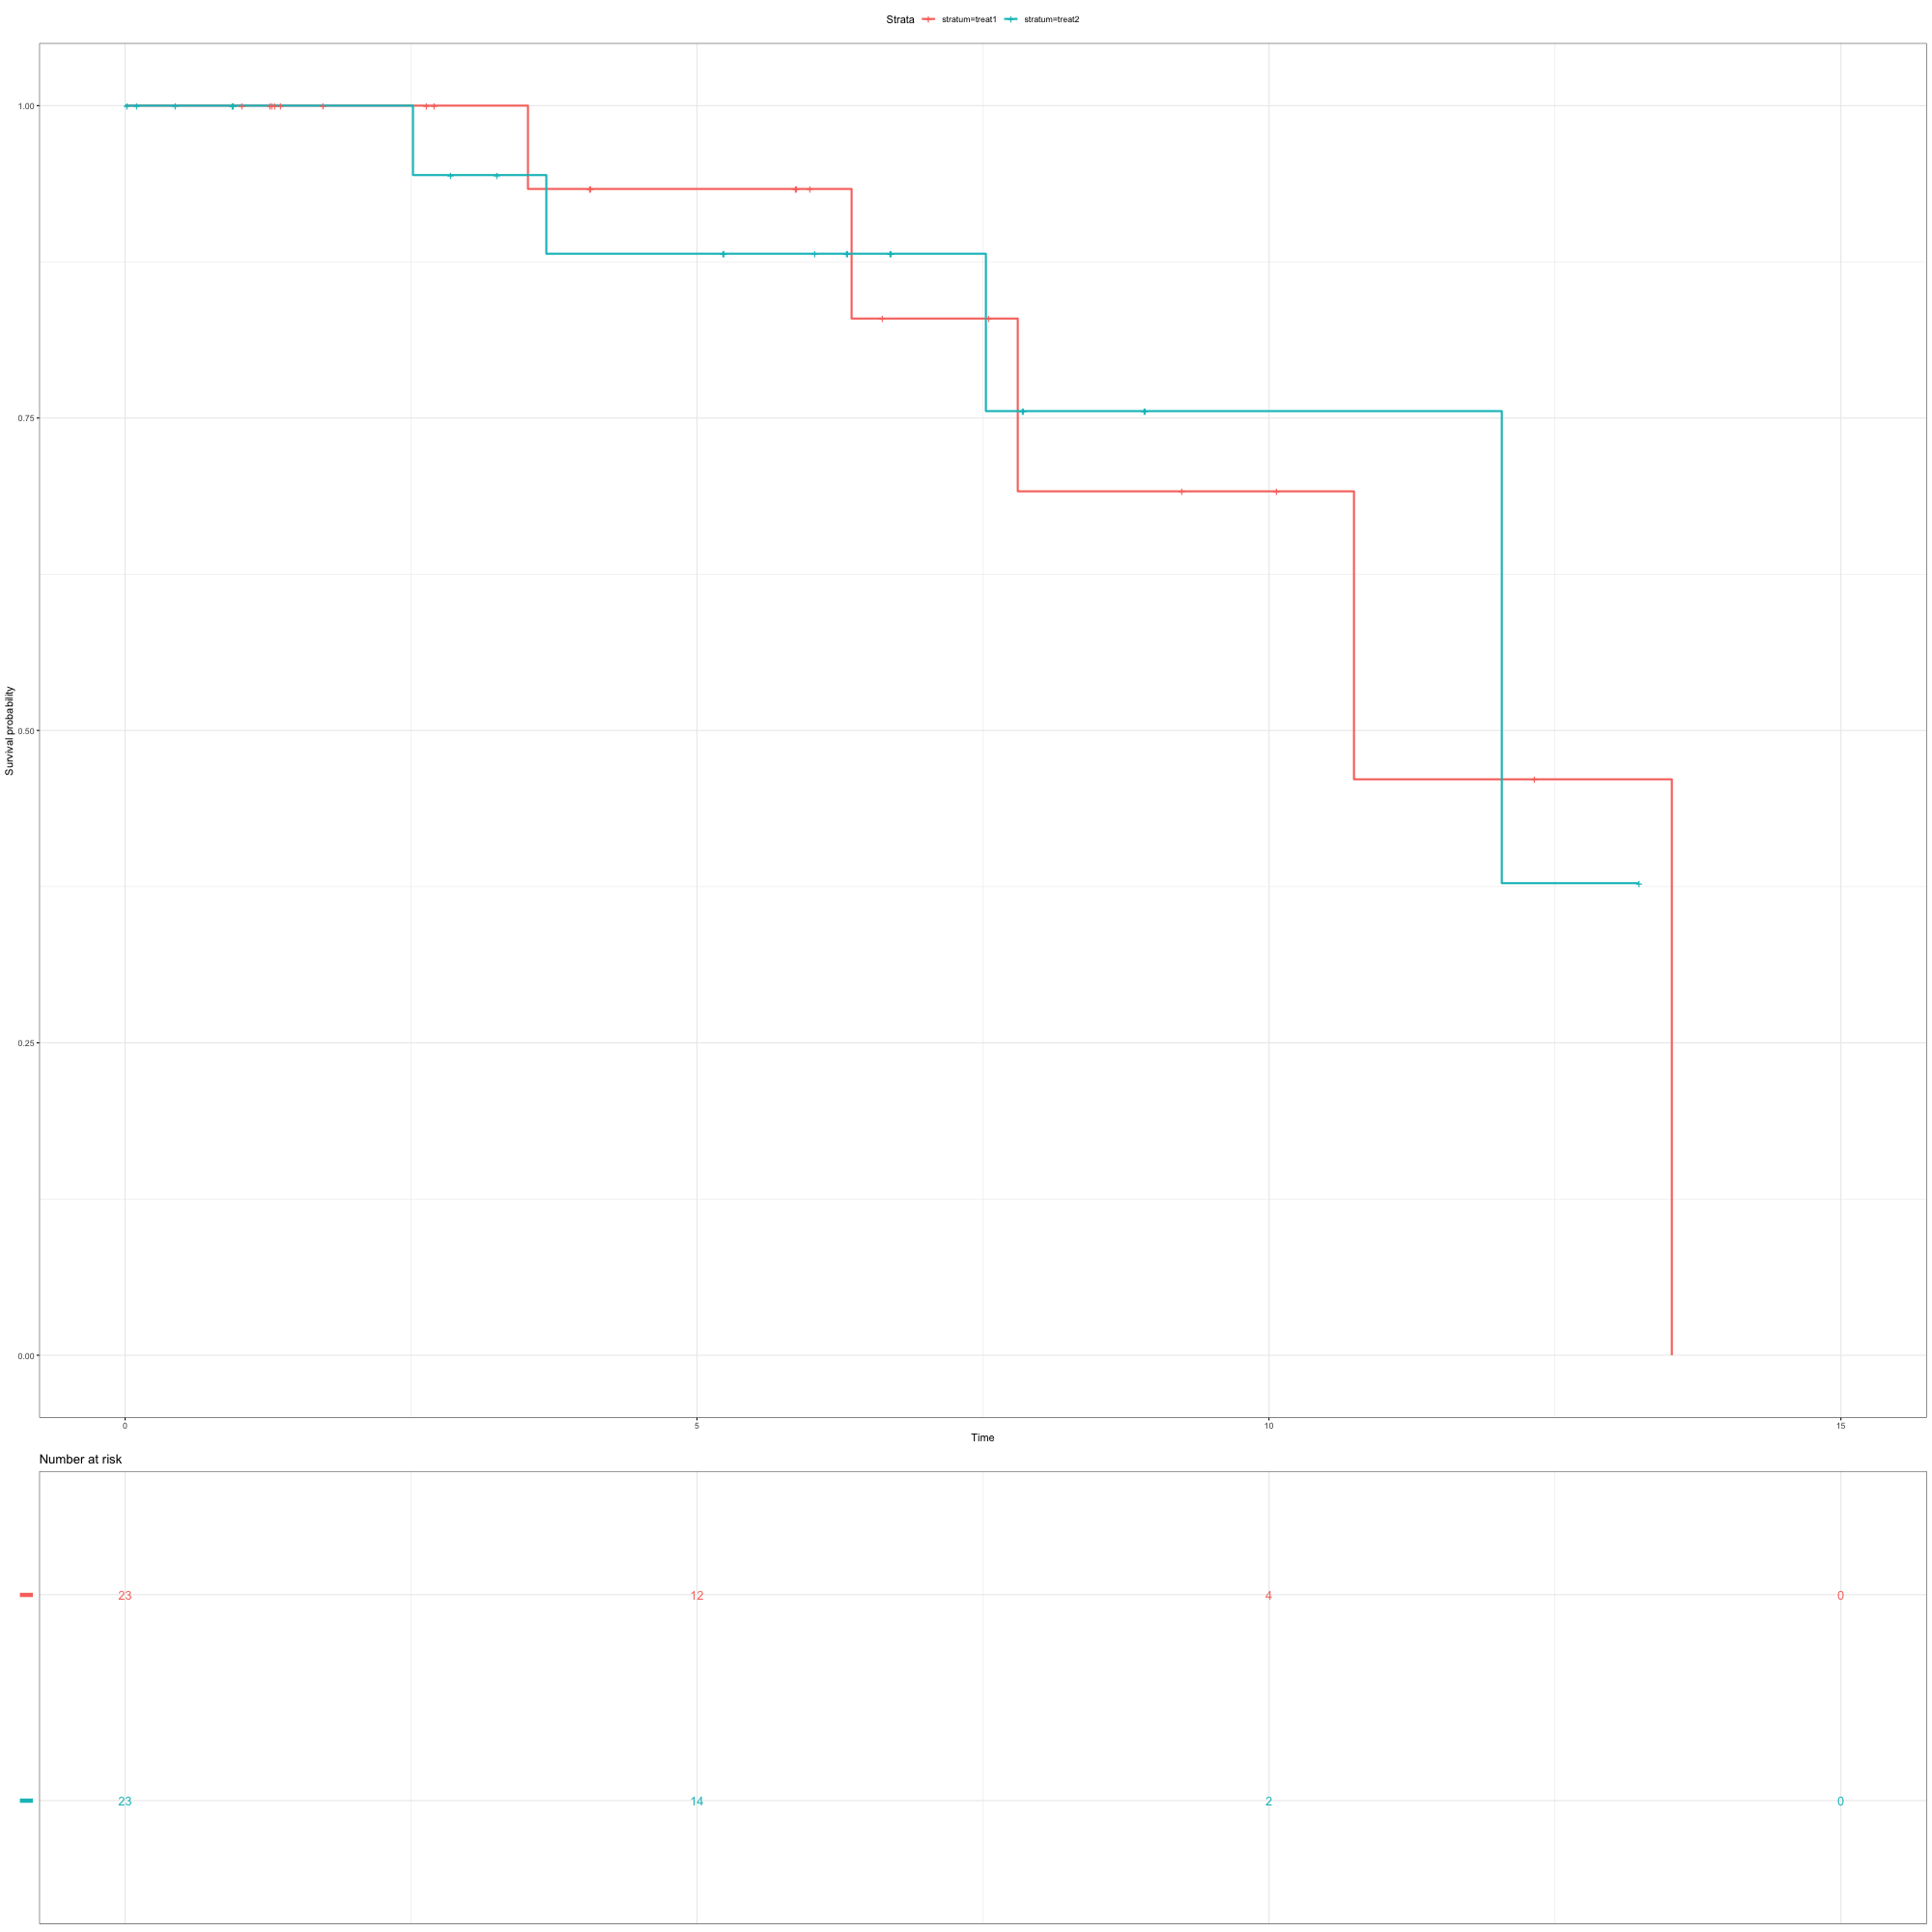 Strata stratum=treat1 stratum=treat2
1.00
0.75
0.50
0.25
0.00
Survival probability
0 5 10 15
Time
Number at risk
23 12 4 0
23 14 2 0